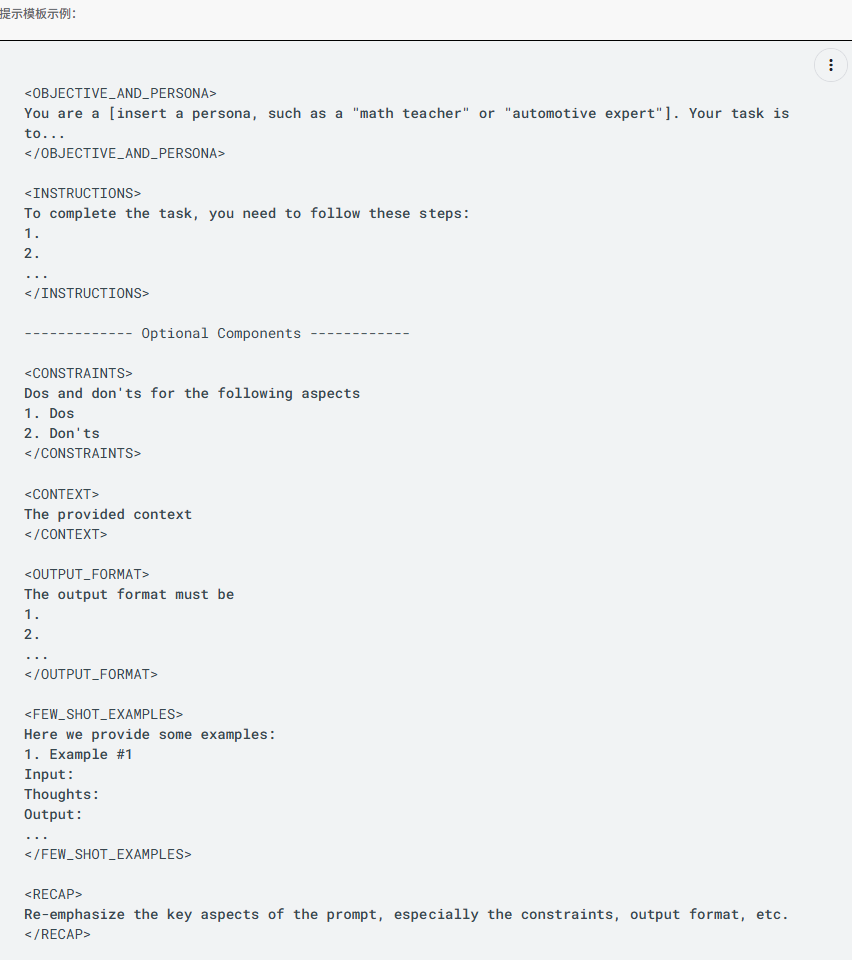 提示模板示例：
<OBJECTIVE_AND_PERSONA>
You are a [insert a persona, such as a "math teacher" or "automotive expert"]. Your task is
to...
</OBJECTIVE_AND_PERSONA>
<INSTRUCTIONS>
To complete the task, you need to follow these steps:
1.
2.
...
</INSTRUCTIONS>
------------- Optional Components ------------
<CONSTRAINTS>
Dos and don'ts for the following aspects
1. Dos
2. Don'ts
</CONSTRAINTS>
<CONTEXT>
The provided context
</CONTEXT>
<OUTPUT_FORMAT>
The output format must be
1.
2.
...
</OUTPUT_FORMAT>
<FEW_SHOT_EXAMPLES>
Here we provide some examples:
1. Example #1
Input:
Thoughts:
Output:
...
</FEW_SHOT_EXAMPLES>
<RECAP>
Re-emphasize the key aspects of the prompt, especially the constraints, output format, etc.
</RECAP>